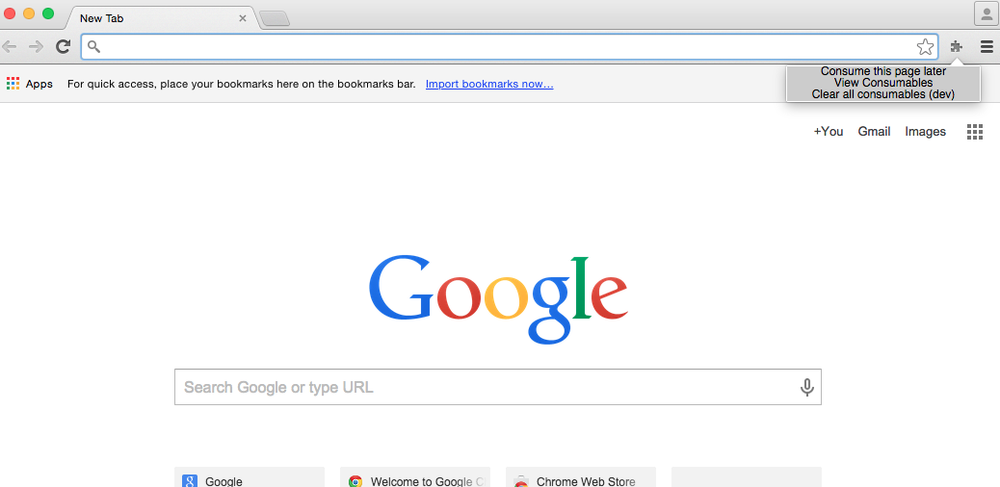 New Tab
Apps For quick access, place your bookmarks here on the bookmarks bar. Import bookmarks now...
Consume this page later
View Consumables
Clear all consumables (dev)
+You Gmail Images
Google
Search Google or type URL
Google Welcome to Google C Chrome Web Store